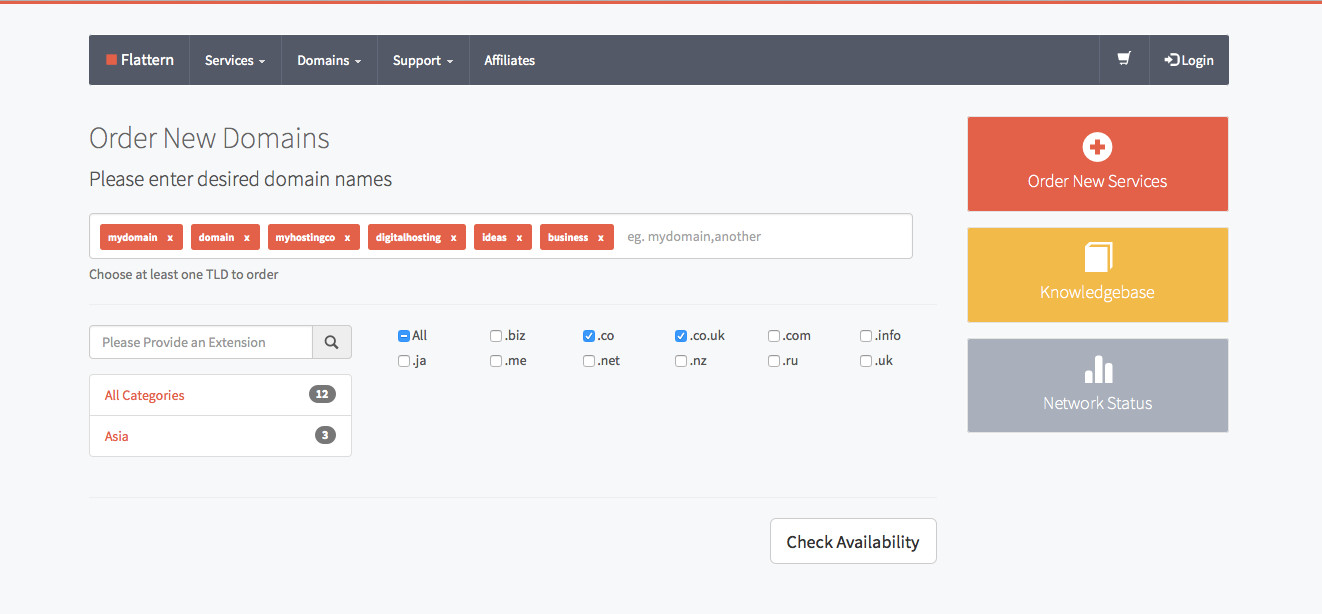 Flattern Services Domains Support Affiliates Login
Order New Domains
Please enter desired domain names
mydomain x domain x myhostingco x digitalhosting x ideas x business x eg. mydomain,another
Choose at least one TLD to order
Please Provide an Extension
All Categories 12
Asia 3
All .biz .co .co.uk .com .info
.ja .me .net .nz .ru .uk
Check Availability
Order New Services
Knowledgebase
Network Status